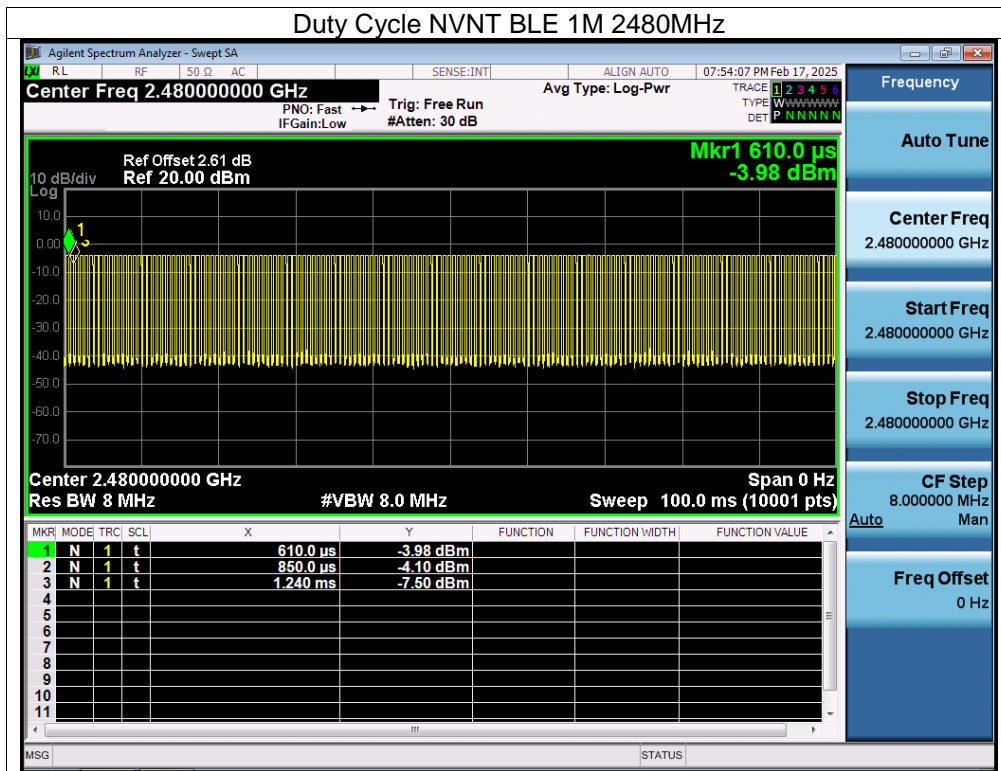 Duty Cycle NVNT BLE 1M 2480MHz
Agilent Spectrum Analyzer - Swept SA
LXI RL RF 50 Ω AC SENSE:INT ALIGN AUTO 07:54:07 PM Feb 17, 2025
Center Freq 2.480000000 GHz
PNO: Fast
IFGain:Low
Trig: Free Run
#Atten: 30 dB
Avg Type: Log-Pwr
TRACE 1 2 3 4 5 6
TYPE WWWWWW
DET P N N N N N
Mkr1 610.0 µs
-3.98 dBm
Ref Offset 2.61 dB
10 dB/div Ref 20.00 dBm
Log
10.0
0.00
-10.0
-20.0
-30.0
-40.0
-50.0
-60.0
-70.0
1
3
Center 2.480000000 GHz Span 0 Hz
Res BW 8 MHz #VBW 8.0 MHz Sweep 100.0 ms (10001 pts)
MKR MODE TRC SCL X Y FUNCTION FUNCTION WIDTH FUNCTION VALUE
1 N 1 t 610.0 µs -3.98 dBm
2 N 1 t 850.0 µs -4.10 dBm
3 N 1 t 1.240 ms -7.50 dBm
4
5
6
7
8
9
10
11
MSG STATUS
Frequency
Auto Tune
Center Freq
2.480000000 GHz
Start Freq
2.480000000 GHz
Stop Freq
2.480000000 GHz
CF Step
8.000000 MHz
Auto Man
Freq Offset
0 Hz